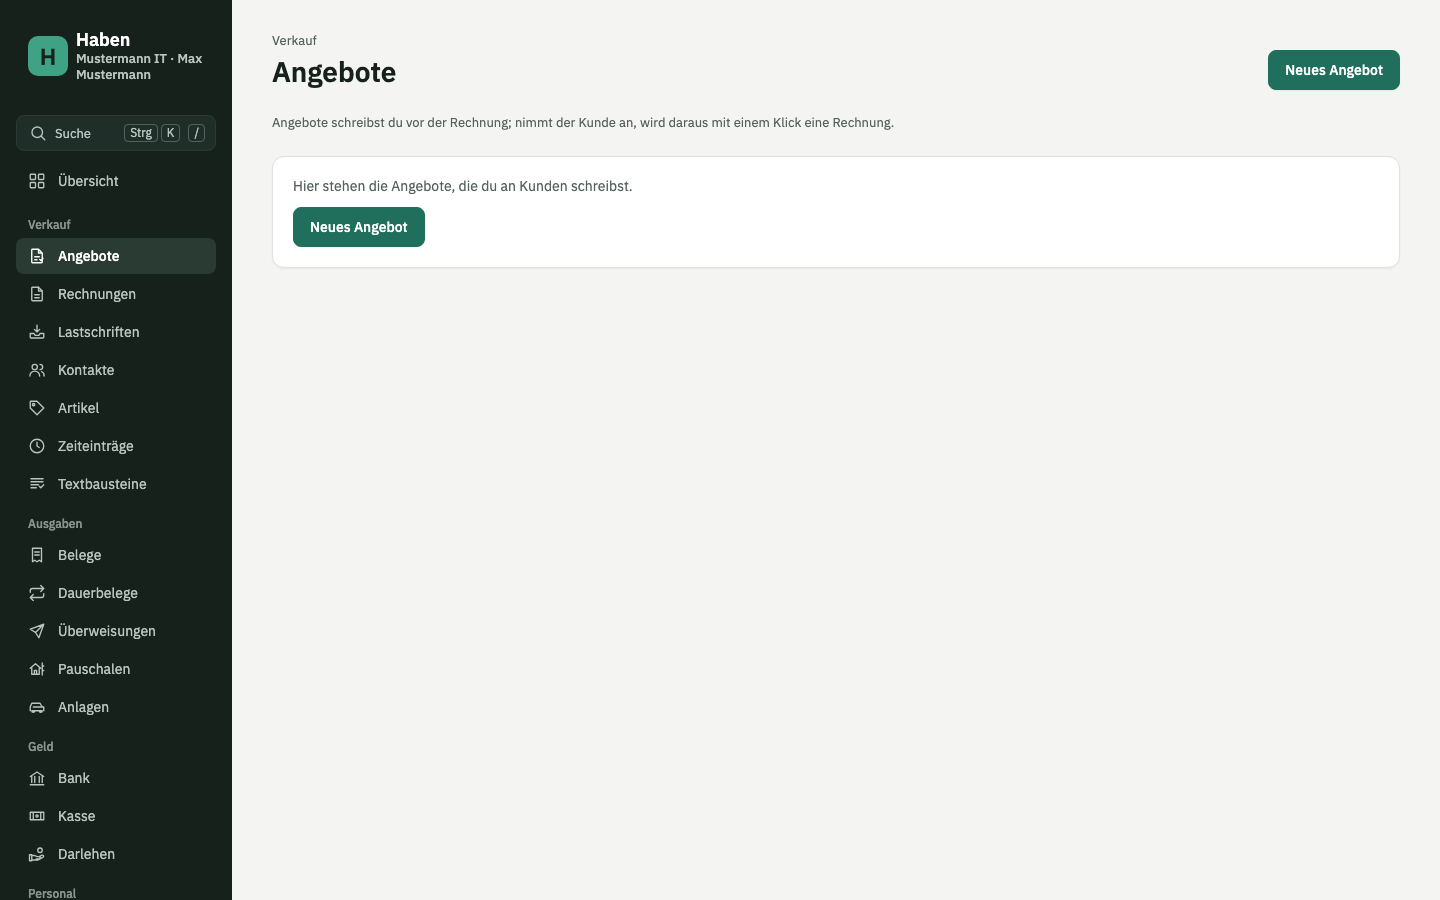 H
Haben
Mustermann IT · Max
Mustermann
Suche Strg K /
Übersicht
Verkauf
Angebote
Rechnungen
Lastschriften
Kontakte
Artikel
Zeiteinträge
Textbausteine
Ausgaben
Belege
Dauerbelege
Überweisungen
Pauschalen
Anlagen
Geld
Bank
Kasse
Darlehen
Personal
Verkauf
Angebote
Neues Angebot
Angebote schreibst du vor der Rechnung; nimmt der Kunde an, wird daraus mit einem Klick eine Rechnung.
Hier stehen die Angebote, die du an Kunden schreibst.
Neues Angebot